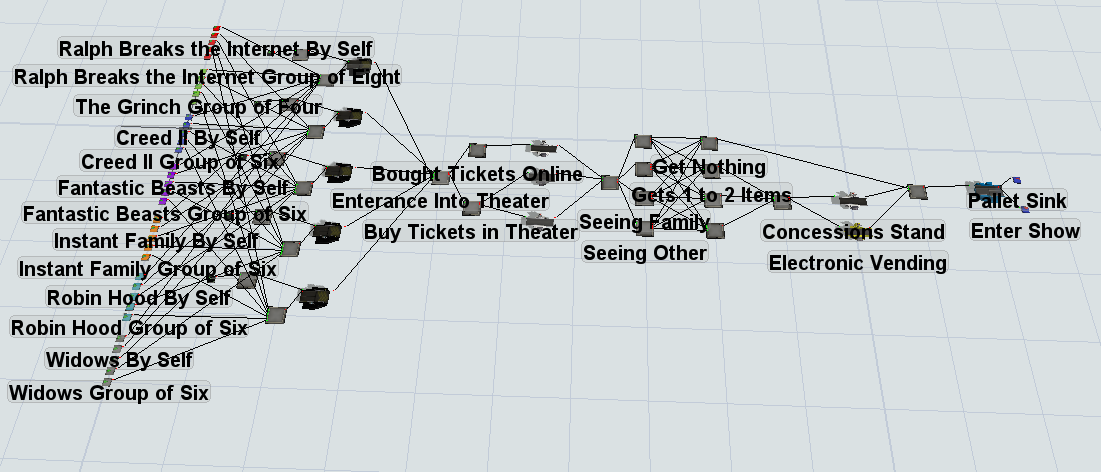 Ralph Breaks the Internet By Self
Ralph Breaks the Internet Group of Eight
The Grinch Group of Four
Creed II By Self
Creed II Group of Six
Fantastic Beasts By Self
Fantastic Beasts Group of Six
Instant Family By Self
Instant Family Group of Six
Robin Hood By Self
Robin Hood Group of Six
Widows By Self
Widows Group of Six
Bought Tickets Online
Enterance Into Theater
Buy Tickets in Theater
Get Nothing
Gets 1 to 2 Items
Seeing Family
Seeing Other
Concessions Stand
Electronic Vending
Pallet Sink
Enter Show